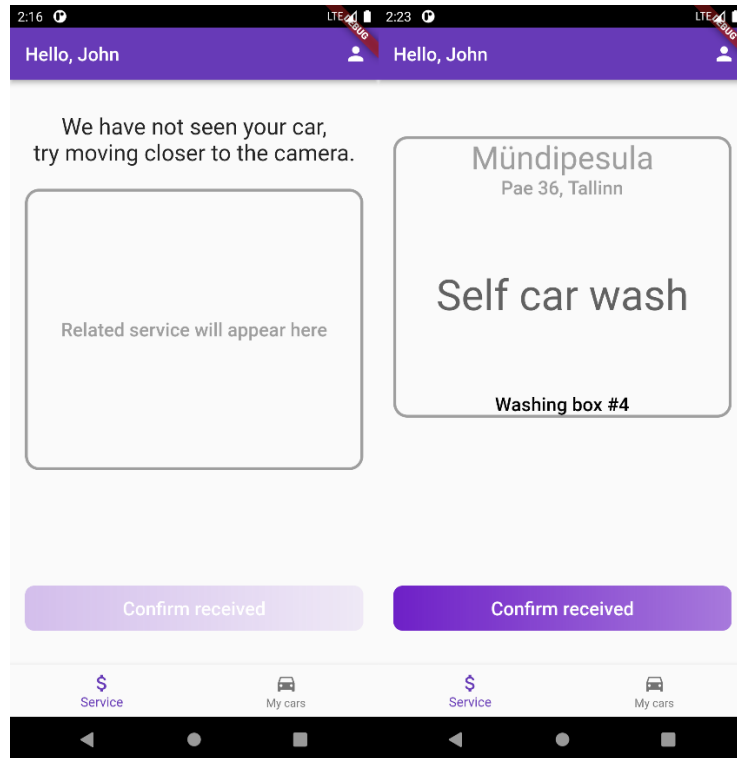 2:16
LTE
DEBUG
Hello, John
We have not seen your car,
try moving closer to the camera.
Related service will appear here
Confirm received
$
Service
My cars
2:23
LTE
DEBUG
Hello, John
Mündipesula
Pae 36, Tallinn
Self car wash
Washing box #4
Confirm received
$
Service
My cars